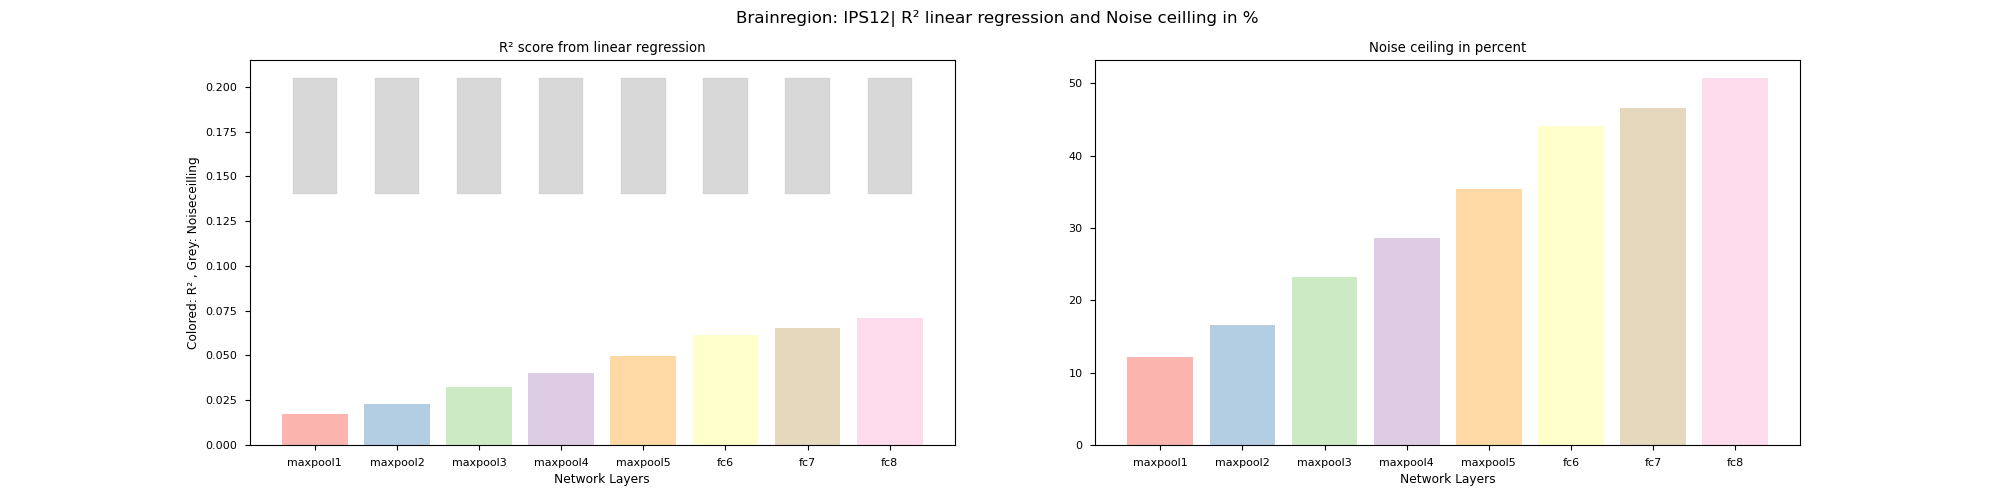 Brainregion: IPS12| R² linear regression and Noise ceilling in %
R² score from linear regression
Colored: R² , Grey: Noiseceilling
0.200
0.175
0.150
0.125
0.100
0.075
0.050
0.025
0.000
maxpool1 maxpool2 maxpool3 maxpool4 maxpool5 fc6 fc7 fc8
Network Layers
Noise ceiling in percent
50
40
30
20
10
0
maxpool1 maxpool2 maxpool3 maxpool4 maxpool5 fc6 fc7 fc8
Network Layers